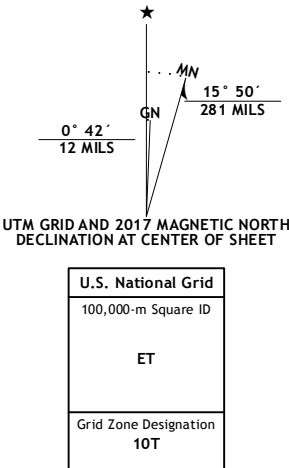 ★
MN
15° 50´
281 MILS
GN
0° 42´
12 MILS
UTM GRID AND 2017 MAGNETIC NORTH
DECLINATION AT CENTER OF SHEET
U.S. National Grid
100,000-m Square ID
ET
Grid Zone Designation
10T